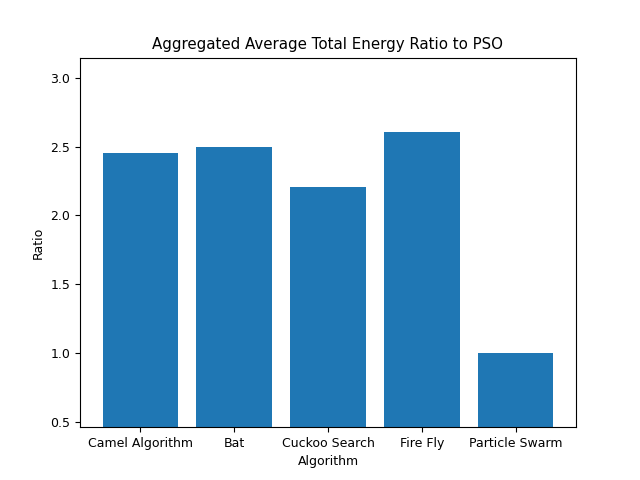 Aggregated Average Total Energy Ratio to PSO
3.0
2.5
2.0
1.5
1.0
0.5
Ratio
Camel Algorithm Bat Cuckoo Search Fire Fly Particle Swarm
Algorithm